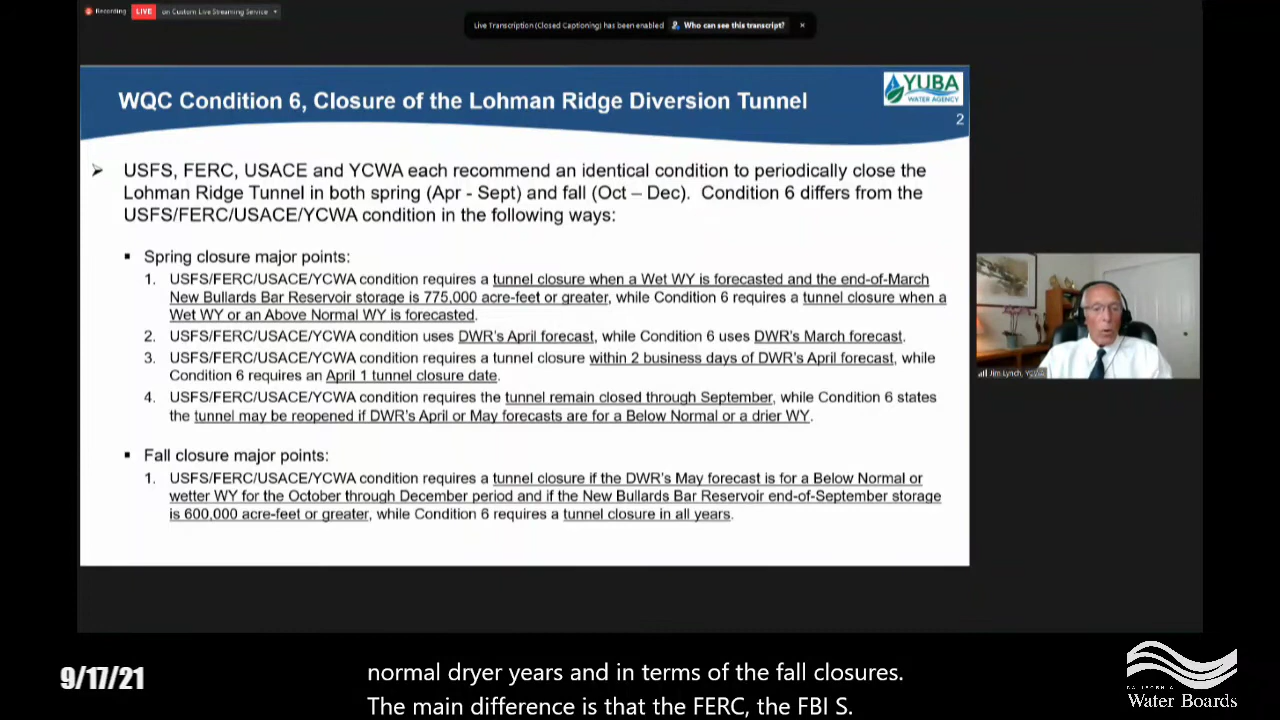 Recording
LIVE
on Custom Live Streaming Service
Live Transcription (Closed Captioning) has been enabled
Who can see this transcript?
WQC Condition 6, Closure of the Lohman Ridge Diversion Tunnel
YUBA
WATER AGENCY
2
USFS, FERC, USACE and YCWA each recommend an identical condition to periodically close the
Lohman Ridge Tunnel in both spring (Apr - Sept) and fall (Oct – Dec). Condition 6 differs from the
USFS/FERC/USACE/YCWA condition in the following ways:
Spring closure major points:
1. USFS/FERC/USACE/YCWA condition requires a tunnel closure when a Wet WY is forecasted and the end-of-March
New Bullards Bar Reservoir storage is 775,000 acre-feet or greater, while Condition 6 requires a tunnel closure when a
Wet WY or an Above Normal WY is forecasted.
2. USFS/FERC/USACE/YCWA condition uses DWR's April forecast, while Condition 6 uses DWR's March forecast.
3. USFS/FERC/USACE/YCWA condition requires a tunnel closure within 2 business days of DWR's April forecast, while
Condition 6 requires an April 1 tunnel closure date.
4. USFS/FERC/USACE/YCWA condition requires the tunnel remain closed through September, while Condition 6 states
the tunnel may be reopened if DWR's April or May forecasts are for a Below Normal or a drier WY.
Fall closure major points:
1. USFS/FERC/USACE/YCWA condition requires a tunnel closure if the DWR's May forecast is for a Below Normal or
wetter WY for the October through December period and if the New Bullards Bar Reservoir end-of-September storage
is 600,000 acre-feet or greater, while Condition 6 requires a tunnel closure in all years.
Jim Lynch, YCWA
9/17/21
normal dryer years and in terms of the fall closures.
The main difference is that the FERC, the FBI S.
CALIFORNIA
Water Boards